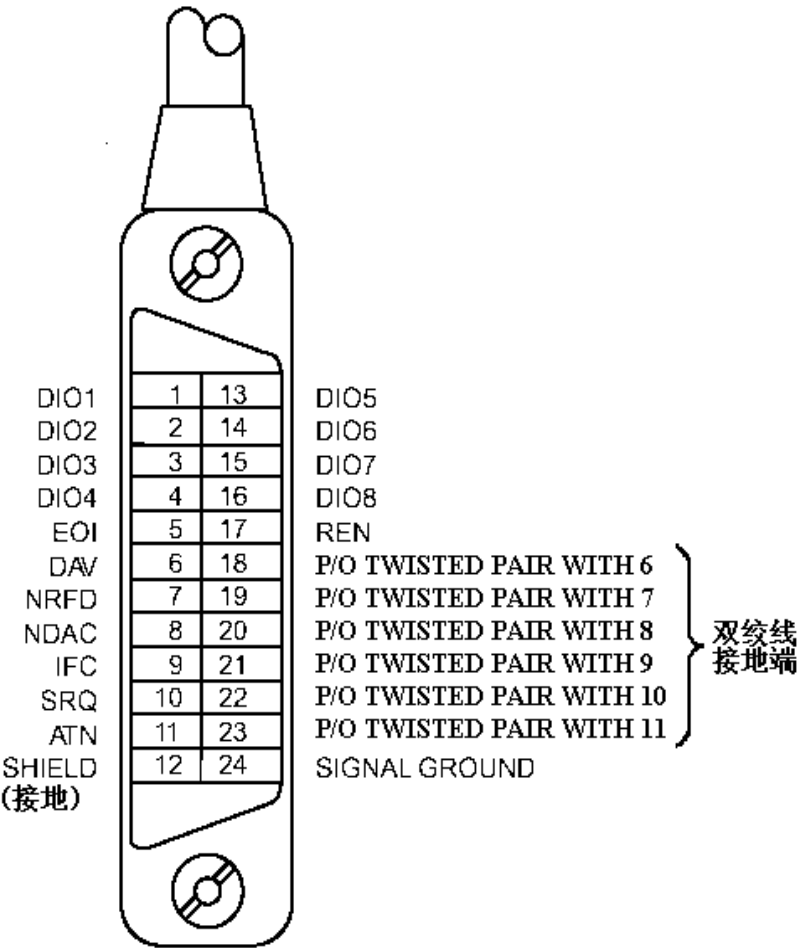 DIO1 1 13 DIO5
DIO2 2 14 DIO6
DIO3 3 15 DIO7
DIO4 4 16 DIO8
EOI 5 17 REN
DAV 6 18 P/O TWISTED PAIR WITH 6
NRFD 7 19 P/O TWISTED PAIR WITH 7
NDAC 8 20 P/O TWISTED PAIR WITH 8
IFC 9 21 P/O TWISTED PAIR WITH 9
SRQ 10 22 P/O TWISTED PAIR WITH 10
ATN 11 23 P/O TWISTED PAIR WITH 11
双绞线
接地端
SHIELD 12 24 SIGNAL GROUND
(接地)